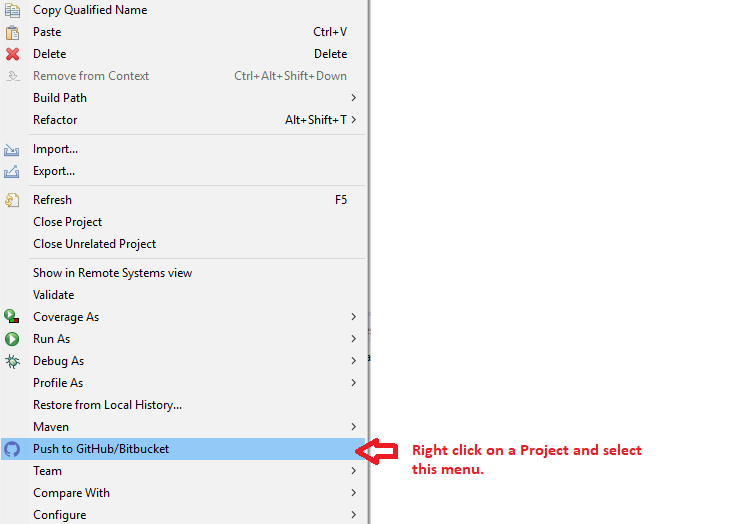 Copy Qualified Name
Paste Ctrl+V
Delete Delete
Remove from Context Ctrl+Alt+Shift+Down
Build Path
Refactor Alt+Shift+T
Import...
Export...
Refresh F5
Close Project
Close Unrelated Project
Show in Remote Systems view
Validate
Coverage As
Run As
Debug As
Profile As
Restore from Local History...
Maven
Push to GitHub/Bitbucket
Right click on a Project and select
this menu.
Team
Compare With
Configure